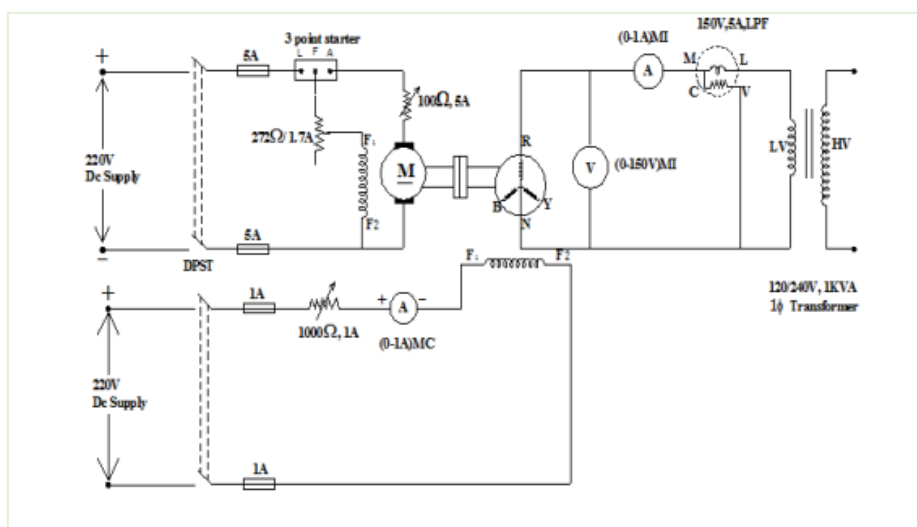 150V,5A,LPF
(0-1A)MI
3 point starter
L F A
5A
M L
A
C V
+
100Ω, 5A
272Ω/ 1.7A
F₁
R
LV
HV
220V
Dc Supply
M
V
(0-150V)MI
B Y
N
F2
5A
–
DPST
F₁ F2
120/240V, 1KVA
1ϕ Transformer
+
1A
+ A –
1000Ω, 1A
(0-1A)MC
220V
Dc Supply
1A